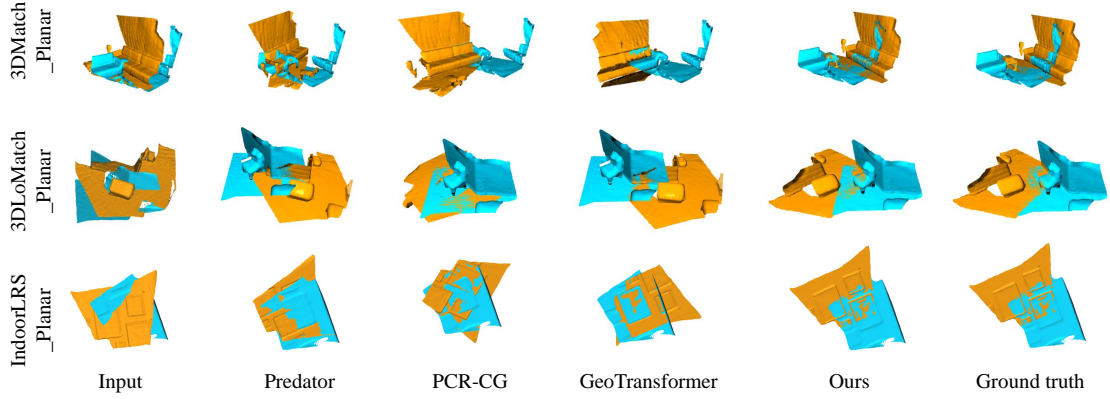 3DMatch
_Planar
3DLoMatch
_Planar
IndoorLRS
_Planar
Input
Predator
PCR-CG
GeoTransformer
Ours
Ground truth